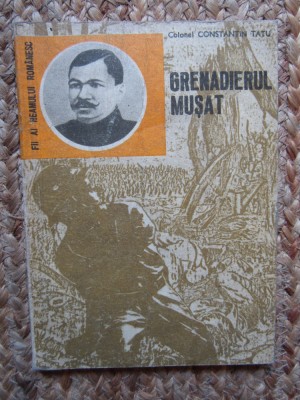 Colonel CONSTANTIN TATU
GRENADIERUL
MUȘAT
FII AI NEAMULUI ROMÂNESC